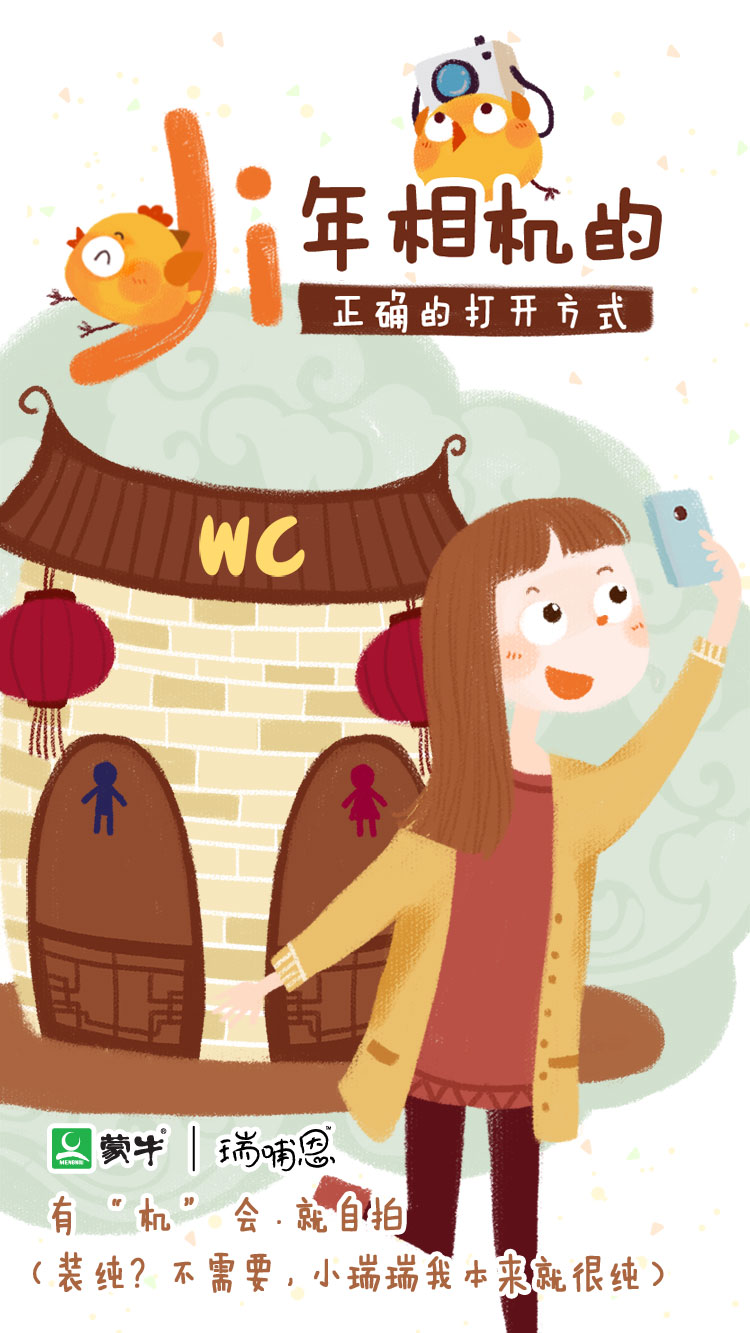 Ji年相机的
正确的打开方式
WC
MENGNIU 蒙牛® | 瑞哺恩™
有“机”会.就自拍
（装纯？不需要，小瑞瑞我本来就很纯）